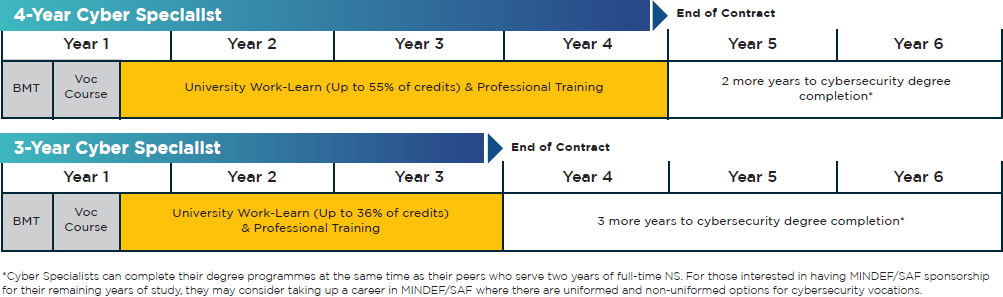 4-Year Cyber Specialist
End of Contract
Year 1 Year 2 Year 3 Year 4 Year 5 Year 6
BMT
Voc
Course
University Work-Learn (Up to 55% of credits) & Professional Training
2 more years to cybersecurity degree
completion*
3-Year Cyber Specialist
End of Contract
Year 1 Year 2 Year 3 Year 4 Year 5 Year 6
BMT
Voc
Course
University Work-Learn (Up to 36% of credits)
& Professional Training
3 more years to cybersecurity degree completion*
*Cyber Specialists can complete their degree programmes at the same time as their peers who serve two years of full-time NS. For those interested in having MINDEF/SAF sponsorship
for their remaining years of study, they may consider taking up a career in MINDEF/SAF where there are uniformed and non-uniformed options for cybersecurity vocations.